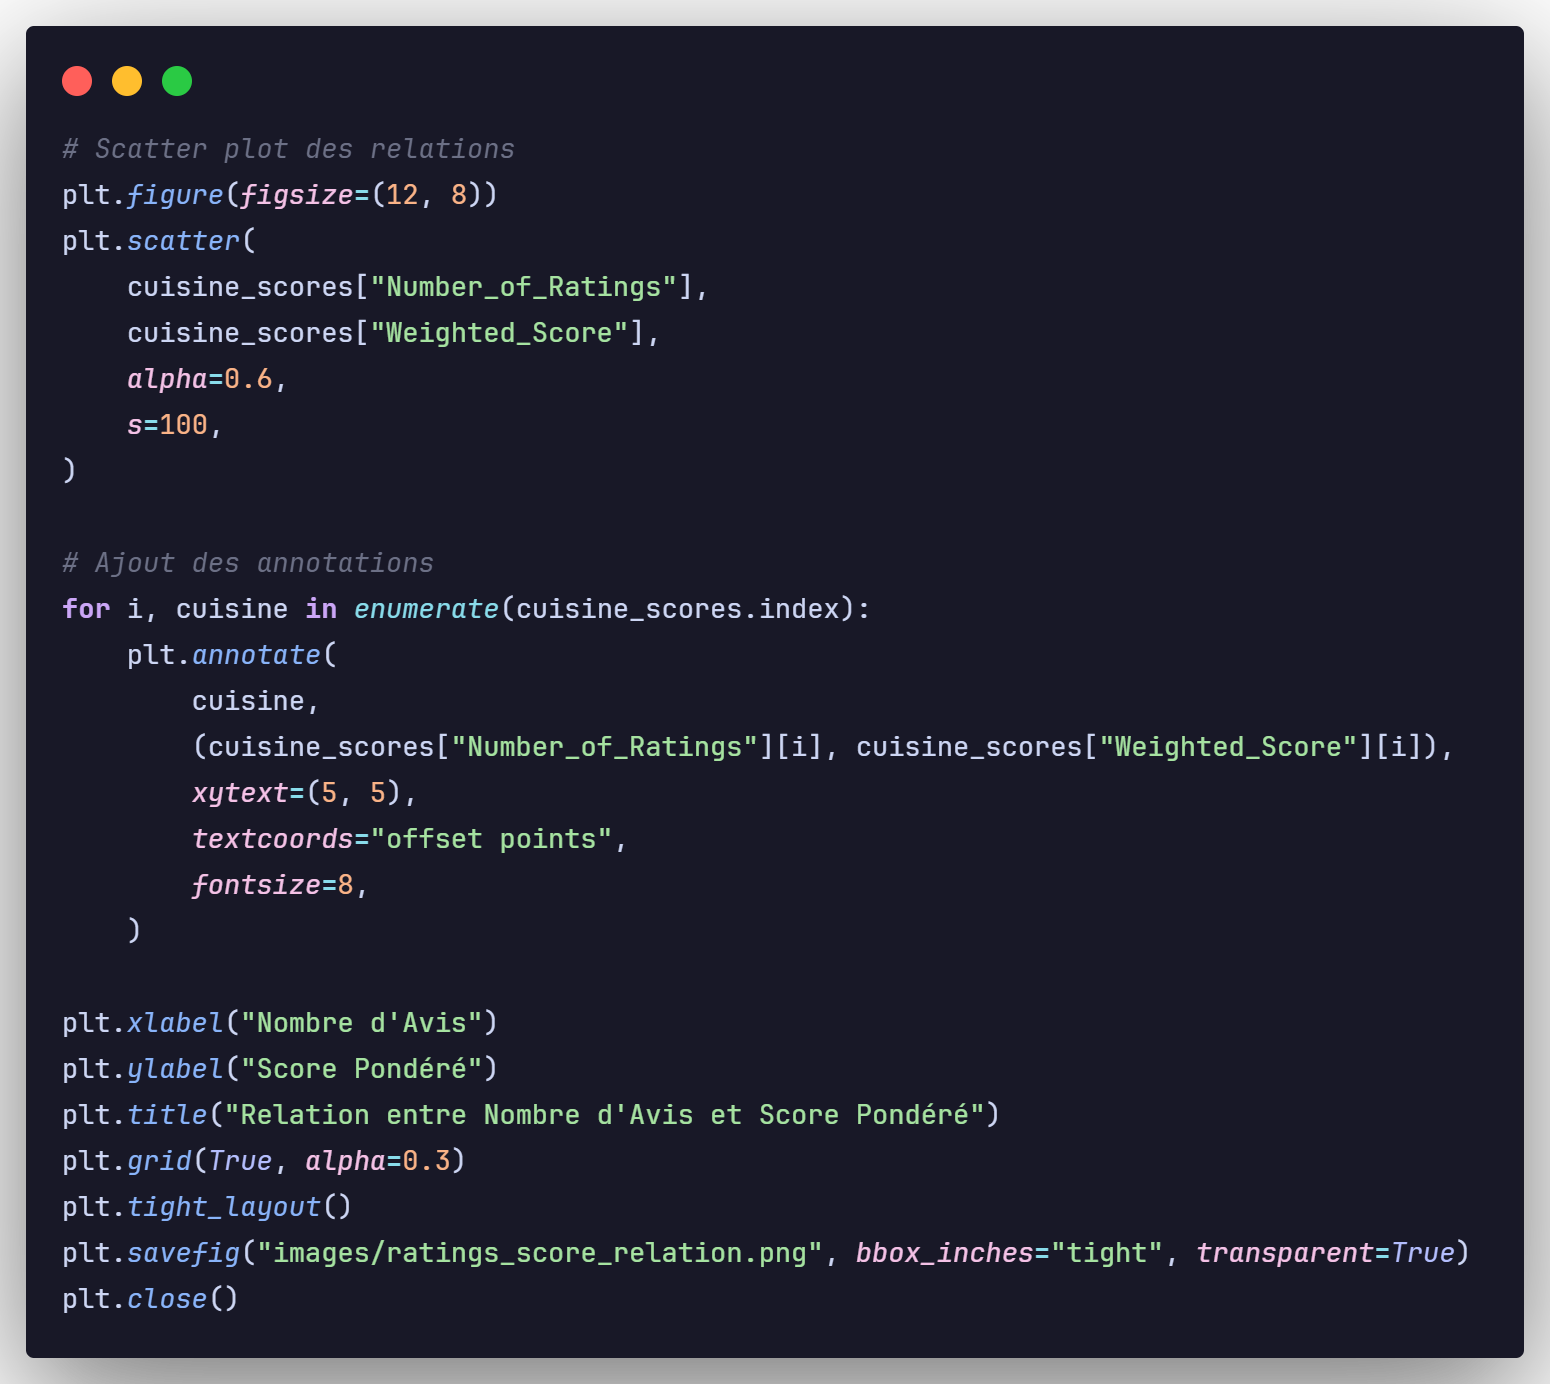 # Scatter plot des relations
plt.figure(figsize=(12, 8))
plt.scatter(
    cuisine_scores["Number_of_Ratings"],
    cuisine_scores["Weighted_Score"],
    alpha=0.6,
    s=100,
)

# Ajout des annotations
for i, cuisine in enumerate(cuisine_scores.index):
    plt.annotate(
        cuisine,
        (cuisine_scores["Number_of_Ratings"][i], cuisine_scores["Weighted_Score"][i]),
        xytext=(5, 5),
        textcoords="offset points",
        fontsize=8,
    )

plt.xlabel("Nombre d'Avis")
plt.ylabel("Score Pondéré")
plt.title("Relation entre Nombre d'Avis et Score Pondéré")
plt.grid(True, alpha=0.3)
plt.tight_layout()
plt.savefig("images/ratings_score_relation.png", bbox_inches="tight", transparent=True)
plt.close()